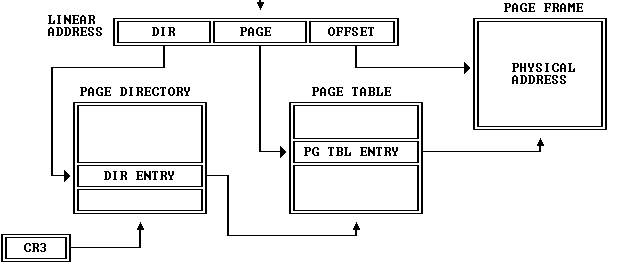 PAGE FRAME
LINEAR
ADDRESS
DIR PAGE OFFSET
PHYSICAL
ADDRESS
PAGE DIRECTORY PAGE TABLE
PG TBL ENTRY
DIR ENTRY
CR3